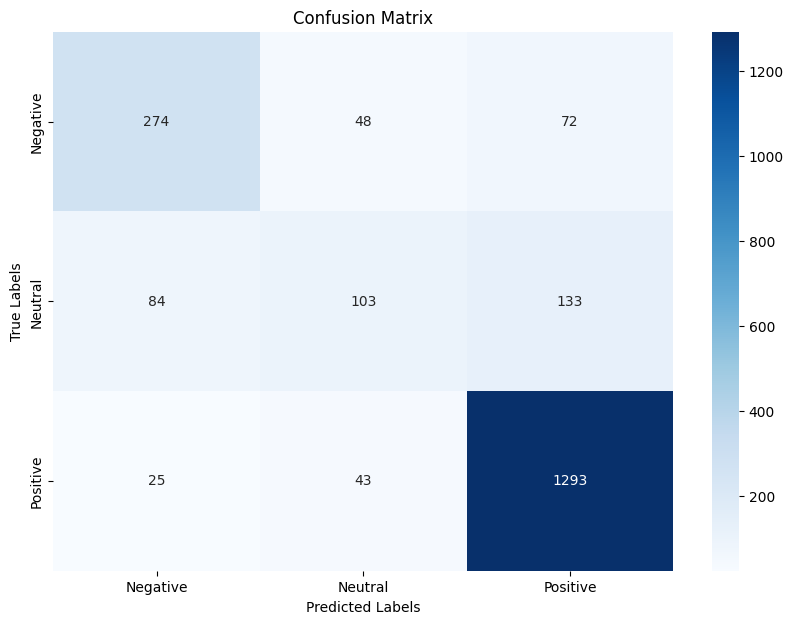 Confusion Matrix
Negative 274 48 72
Neutral 84 103 133
Positive 25 43 1293
True Labels
Negative Neutral Positive
Predicted Labels
1200
1000
800
600
400
200